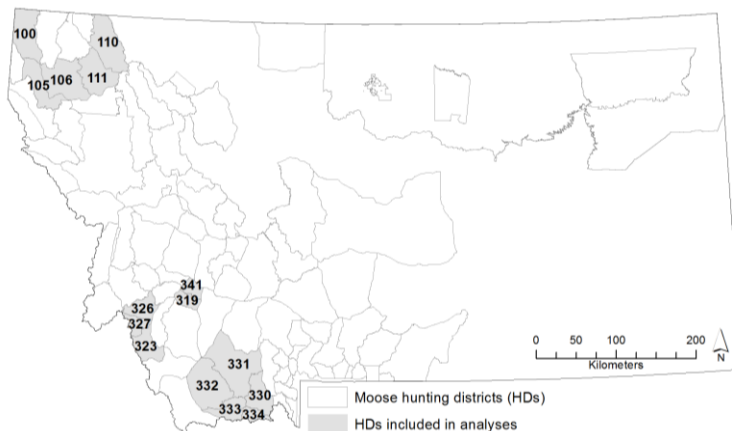 100
110
105 106 111
341
319
326
327
323
331
332
330
333
334
0 50 100 200
Kilometers
N
Moose hunting districts (HDs)
HDs included in analyses